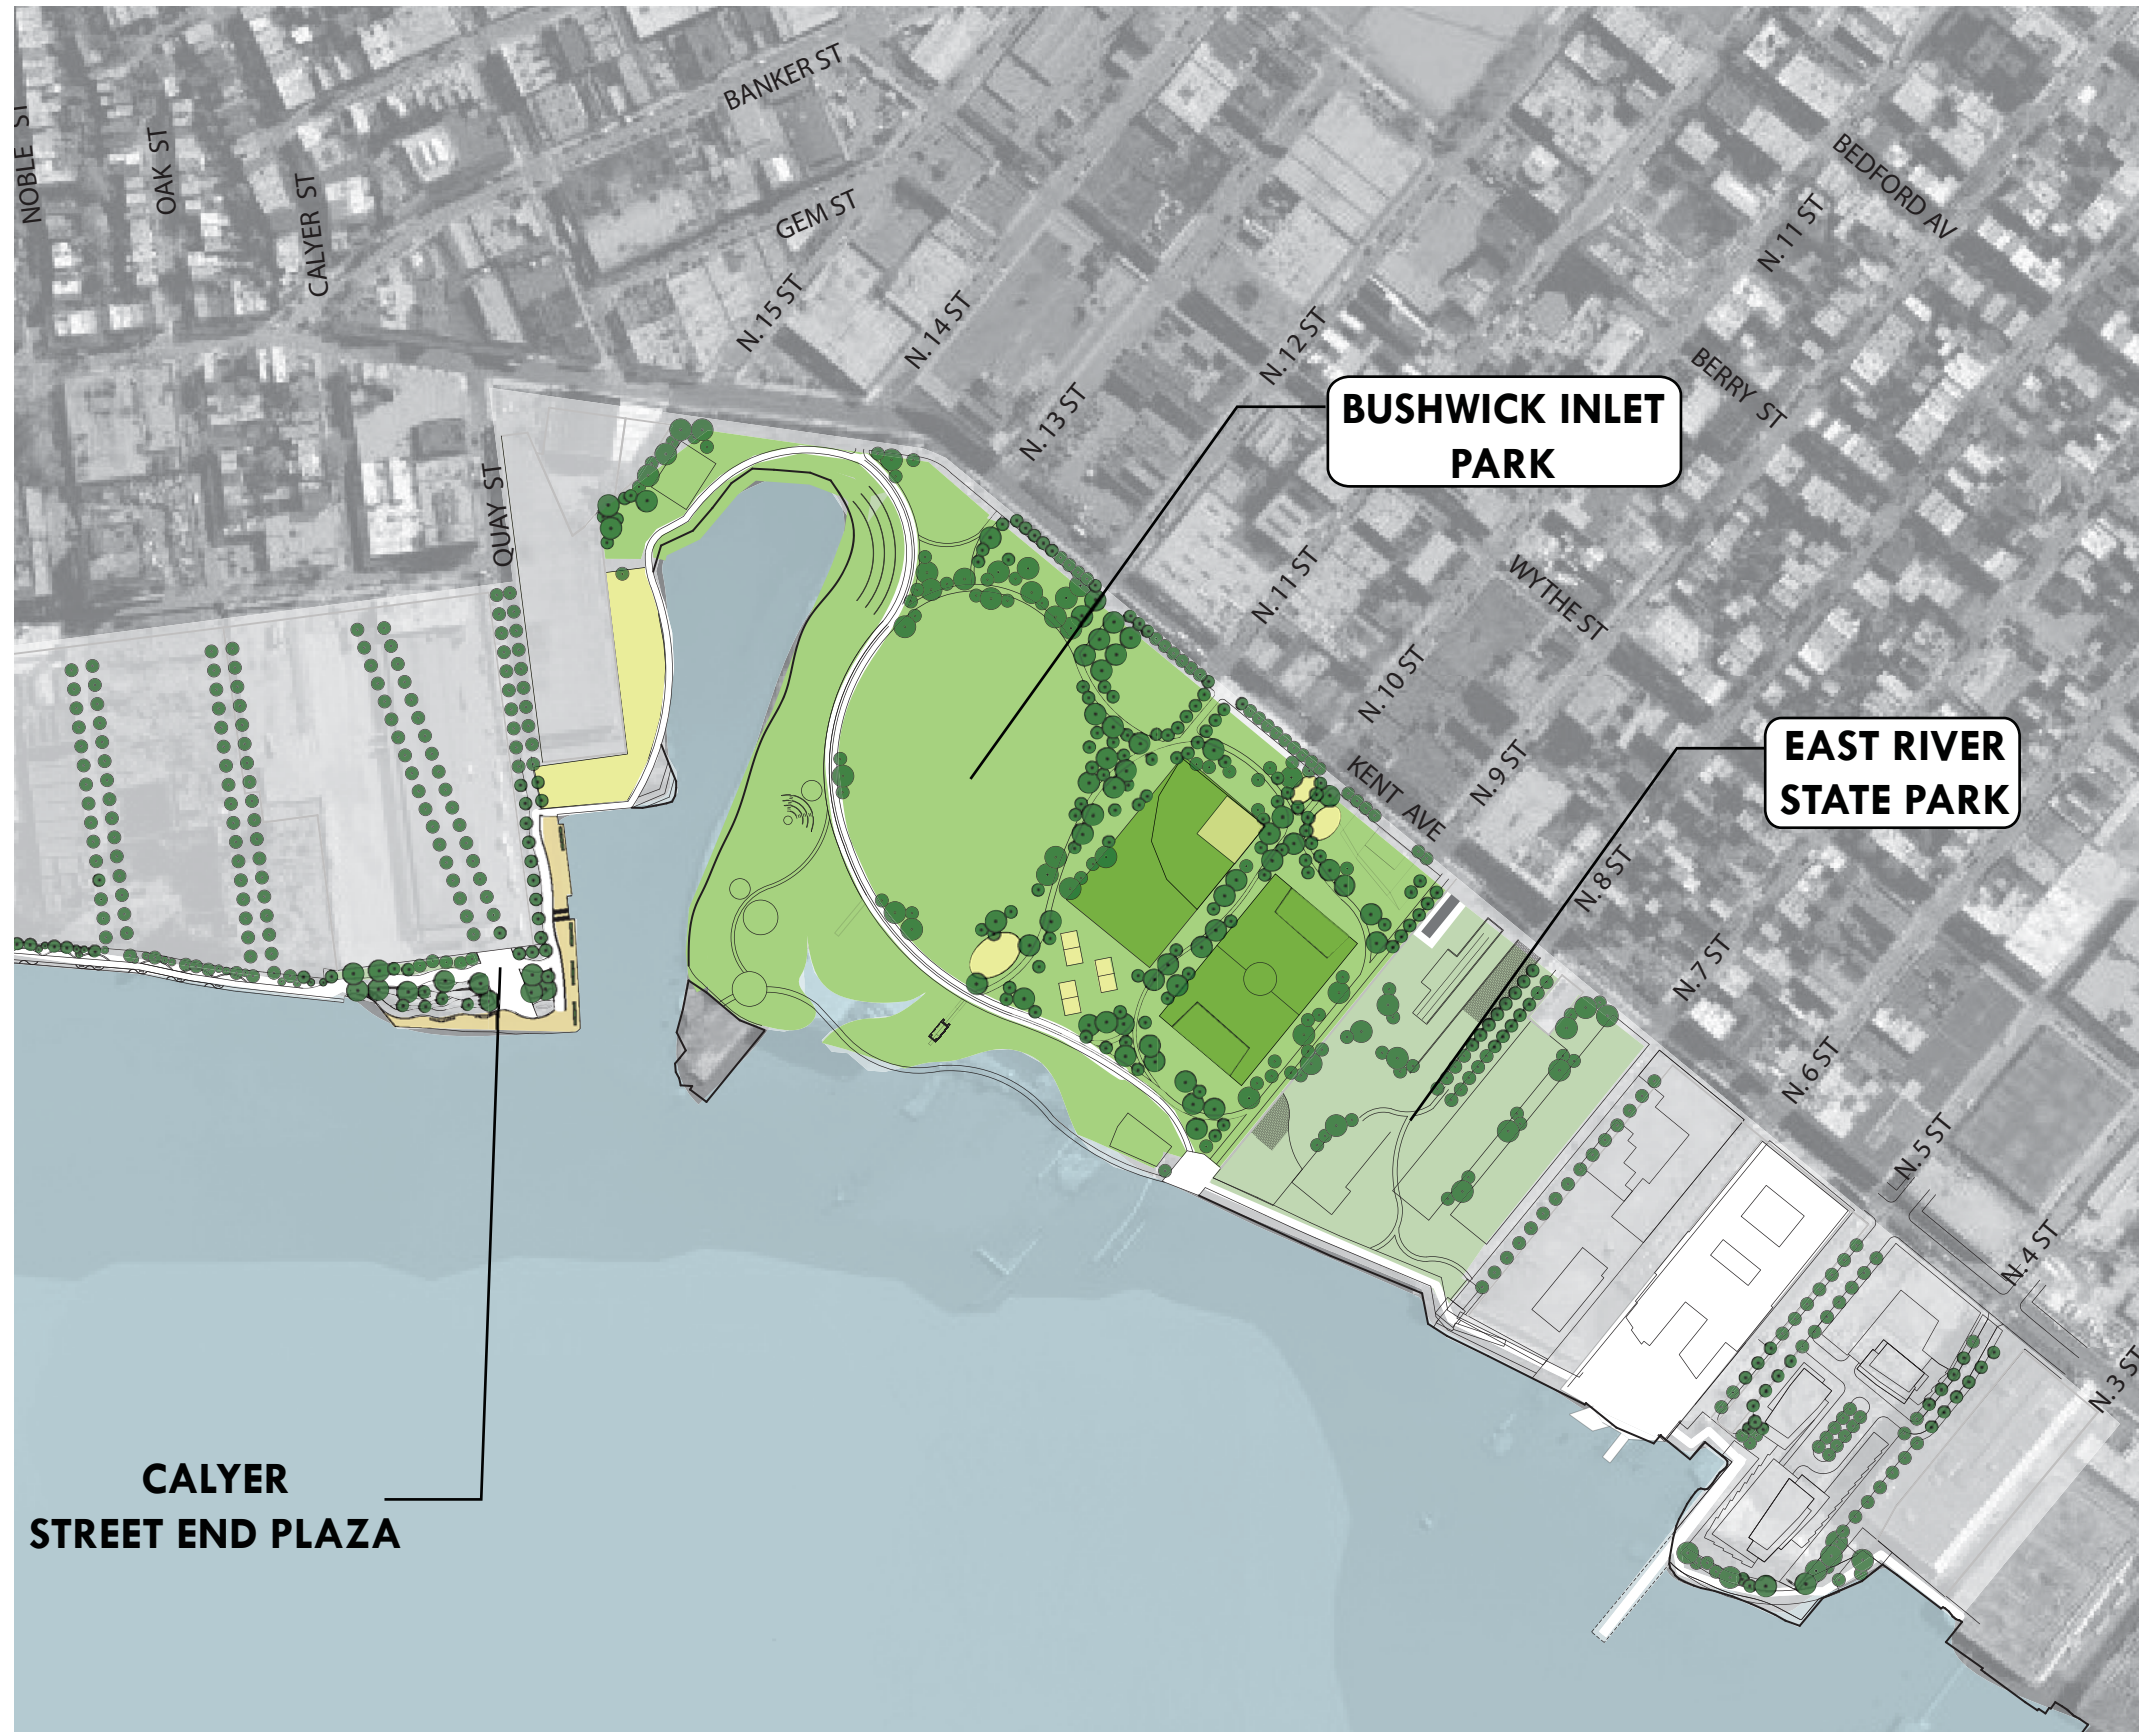 BANKER ST
NOBLE ST
OAK ST
CALYER ST
GEM ST
BEDFORD AV
N. 11 ST
N. 15 ST
N. 14 ST
N. 12 ST
N. 13 ST
BERRY ST
BUSHWICK INLET
PARK
QUAY ST
N. 11 ST
WYTHE ST
N. 10 ST
KENT AVE
N. 9 ST
EAST RIVER
STATE PARK
N. 8 ST
N. 7 ST
N. 6 ST
N. 5 ST
N. 4 ST
N. 3 ST
CALYER
STREET END PLAZA